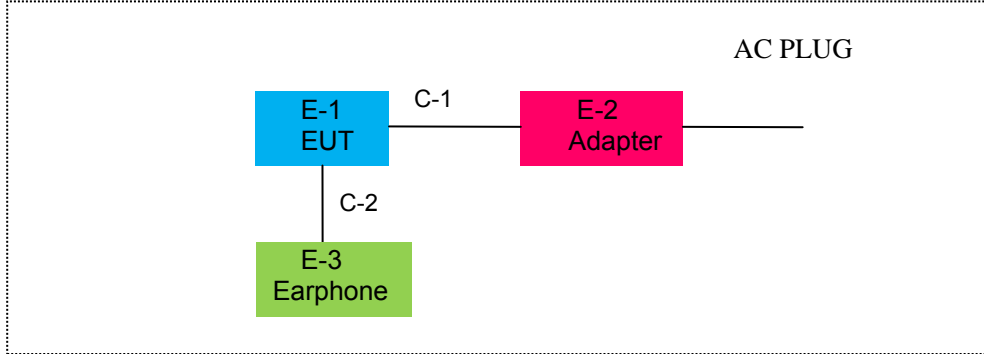 AC PLUG
E-1
EUT
C-1
E-2
Adapter
C-2
E-3
Earphone